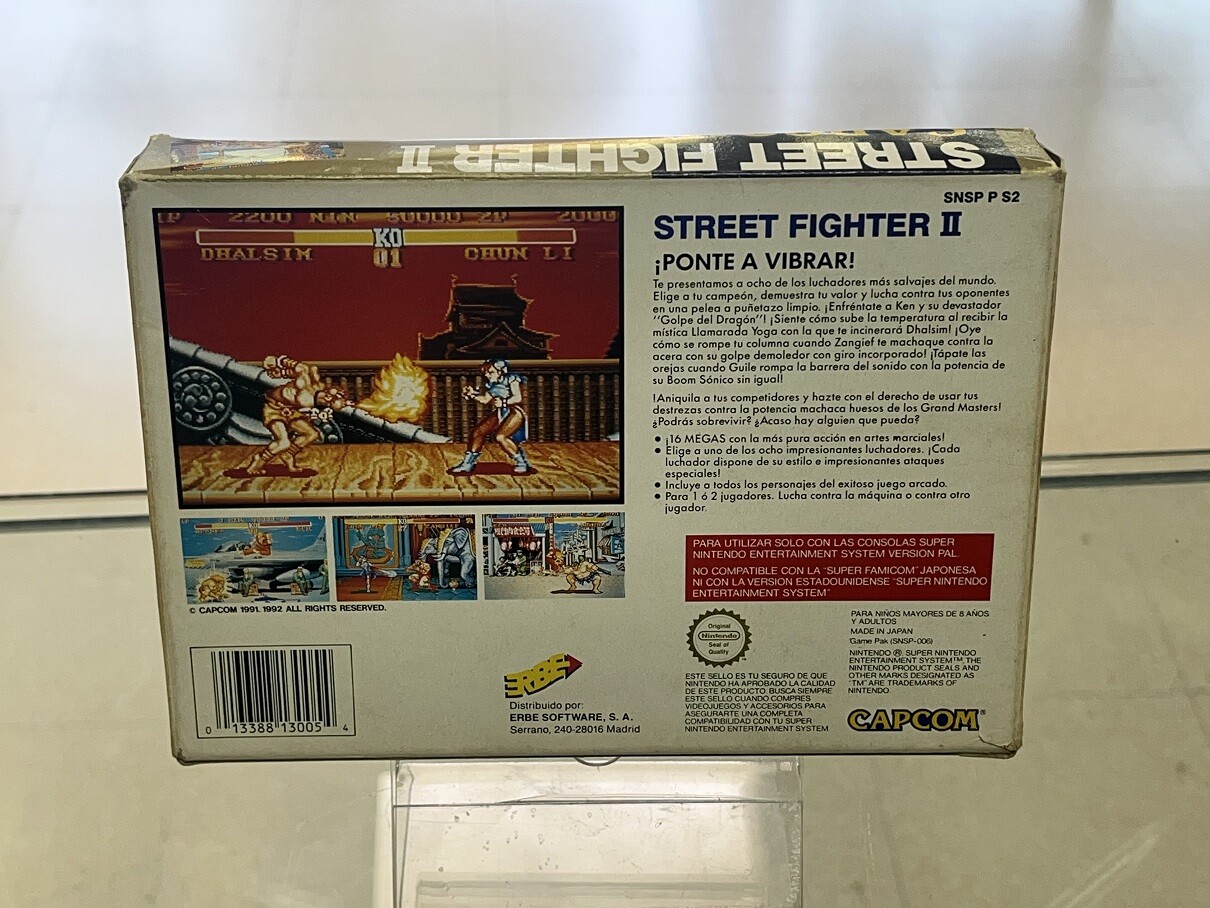 STREET FIGHTER II
SNSP P S2
1P 2200 MIN 50000 2P 2000
KO
DHALSIM 01 CHUN LI
STREET FIGHTER II
¡PONTE A VIBRAR!
Te presentamos a ocho de los luchadores más salvajes del mundo.
Elige a tu campeón, demuestra tu valor y lucha contra tus oponentes
en una pelea a puñetazo limpio. ¡Enfréntate a Ken y su devastador
"Golpe del Dragón"! ¡Siente cómo sube la temperatura al recibir la
mística Llamarada Yoga con la que te incinerará Dhalsim! ¡Oye
cómo se rompe tu columna cuando Zangief te machaque contra la
acera con su golpe demoledor con giro incorporado! ¡Tápate las
orejas cuando Guile rompa la barrera del sonido con la potencia de
su Boom Sónico sin igual!
!Aniquila a tus competidores y hazte con el derecho de usar tus
destrezas contra la potencia machaca huesos de los Grand Masters!
¿Podrás sobrevivir? ¿Acaso hay alguien que pueda?
• ¡16 MEGAS con la más pura acción en artes marciales!
• Elige a uno de los ocho impresionantes luchadores. ¡Cada
luchador dispone de su estilo e impresionantes ataques
especiales!
• Incluye a todos los personajes del exitoso juego arcado.
• Para 1 ó 2 jugadores. Lucha contra la máquina o contra otro
jugador.
© CAPCOM 1991. 1992 ALL RIGHTS RESERVED.
PARA UTILIZAR SOLO CON LAS CONSOLAS SUPER
NINTENDO ENTERTAINMENT SYSTEM VERSION PAL.
NO COMPATIBLE CON LA "SUPER FAMICOM" JAPONESA
NI CON LA VERSION ESTADOUNIDENSE "SUPER NINTENDO
ENTERTAINMENT SYSTEM"
0 13388 13005 4
ERBE
Distribuido por:
ERBE SOFTWARE, S. A.
Serrano, 240-28016 Madrid
Original
Nintendo
Seal of
Quality
TM
ESTE SELLO ES TU SEGURO DE QUE
NINTENDO HA APROBADO LA CALIDAD
DE ESTE PRODUCTO. BUSCA SIEMPRE
ESTE SELLO CUANDO COMPRES
VIDEOJUEGOS Y ACCESORIOS PARA
ASEGURARTE UNA COMPLETA
COMPATIBILIDAD CON TU SUPER
NINTENDO ENTERTAINMENT SYSTEM
PARA NIÑOS MAYORES DE 8 AÑOS
Y ADULTOS
MADE IN JAPAN
Game Pak (SNSP-006)
NINTENDO ®, SUPER NINTENDO
ENTERTAINMENT SYSTEM™, THE
NINTENDO PRODUCT SEALS AND
OTHER MARKS DESIGNATED AS
"TM" ARE TRADEMARKS OF
NINTENDO.
CAPCOM®